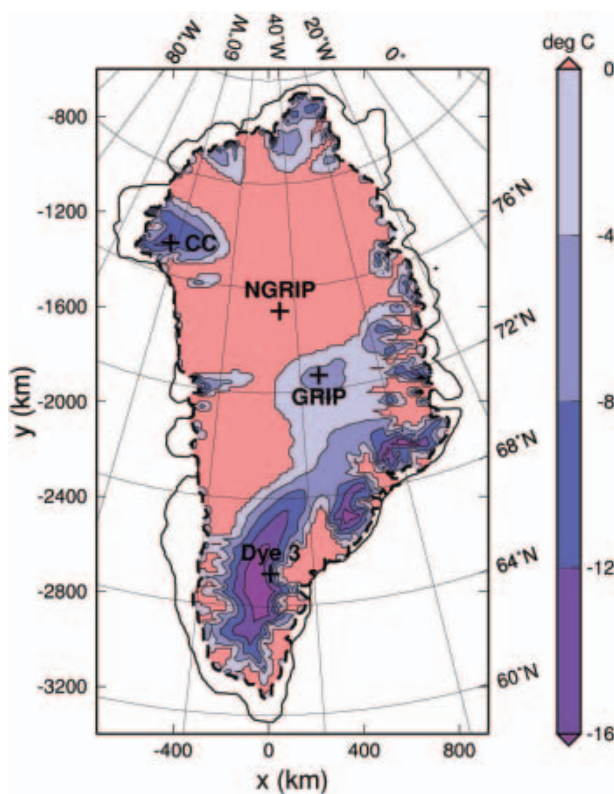 80°W 60°W 40°W 20°W 0°
deg C
0
-800
-4
76°N
-1200
CC
NGRIP
-1600
72°N
y (km)
-2000
GRIP
-8
68°N
-2400
Dye 3
64°N
-12
-2800
60°N
-3200
-16
-400 0 400 800
x (km)